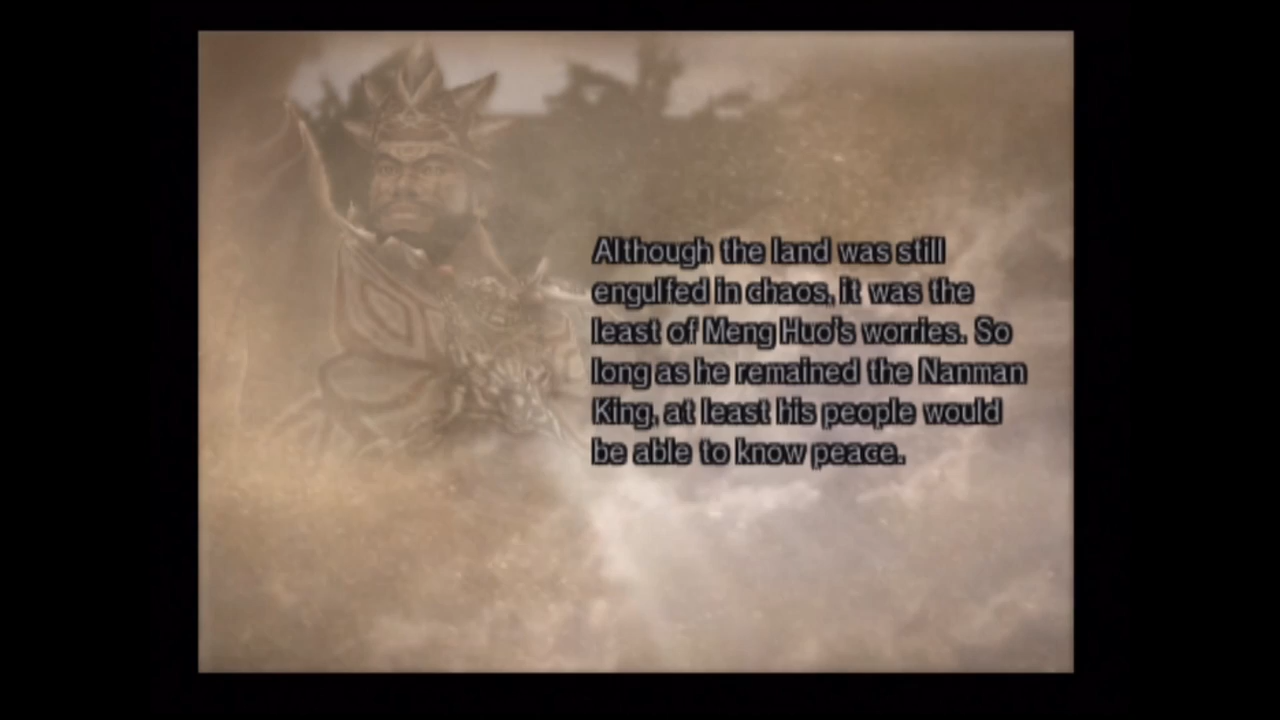 Although the land was still
engulfed in chaos, it was the
least of Meng Huo's worries. So
long as he remained the Nanman
King, at least his people would
be able to know peace.